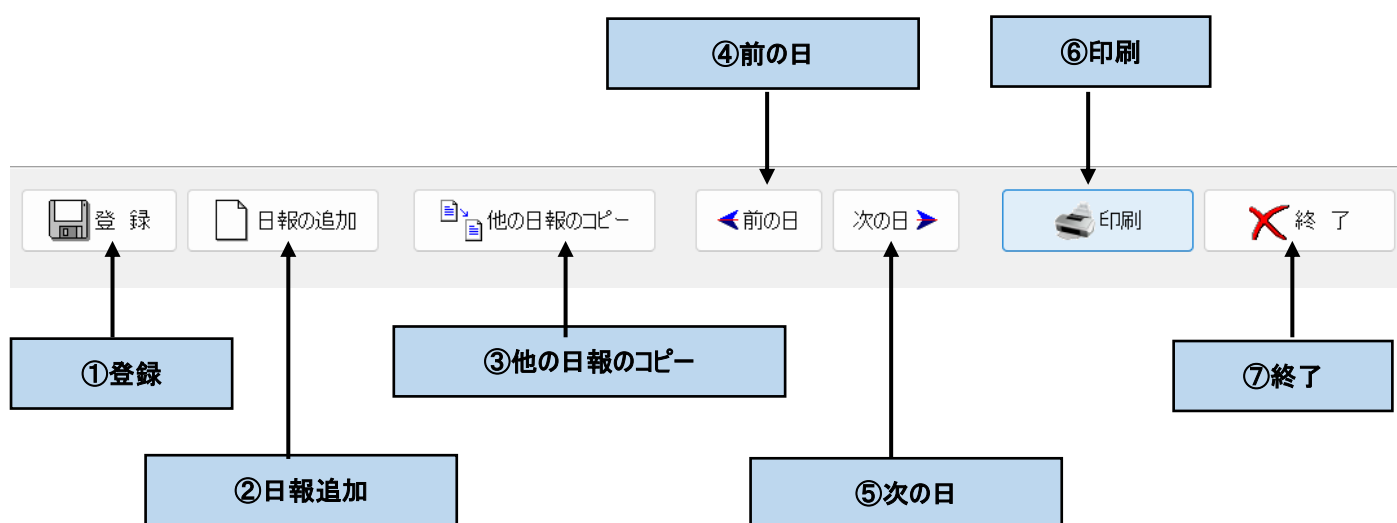 ④前の日
⑥印刷
登 録
日報の追加
他の日報のコピー
前の日
次の日
印刷
終 了
①登録
③他の日報のコピー
⑦終了
②日報追加
⑤次の日